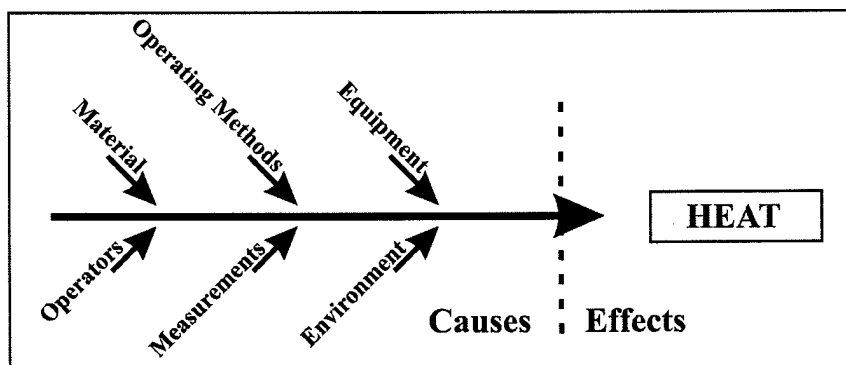 Material
Operating Methods
Equipment
HEAT
Operators
Measurements
Environment
Causes
Effects